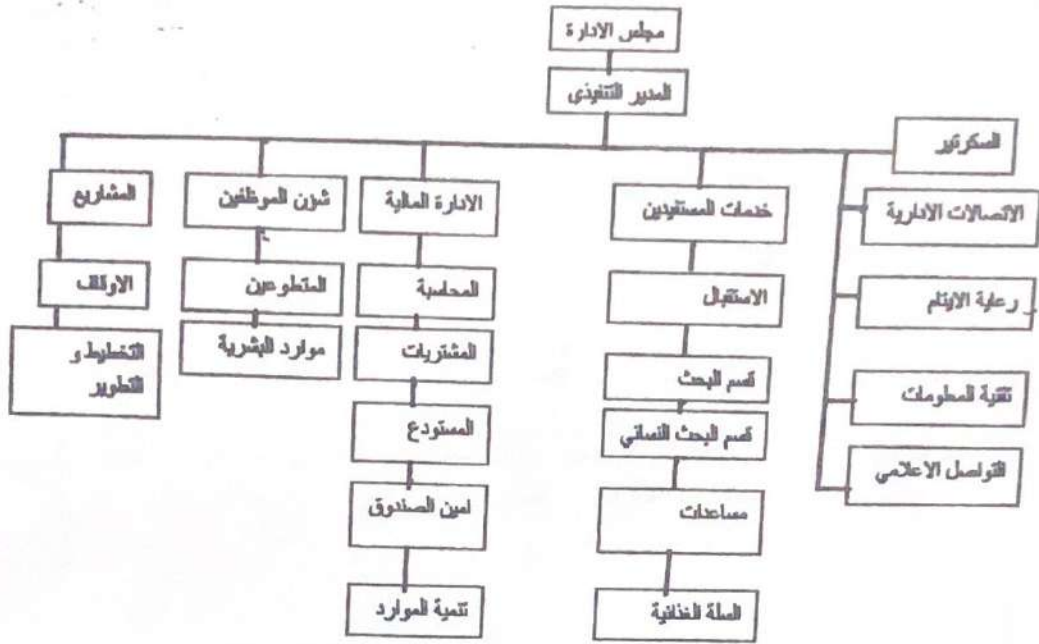 مجلس الادارة
المدير التنفيذي
السكرتير
الاتصالات الادارية
رعاية الايتام
تقنية المعلومات
التواصل الاعلامي
خدمات المستفيدين
الاستقبال
قسم البحث
قسم البحث النسائي
مساعدات
السلة الغذائية
الادارة المالية
المحاسبة
المشتريات
المستودع
امين الصندوق
تنمية الموارد
شؤن الموظفين
المتطوعين
موارد البشرية
المشاريع
الاوقاف
التخطيط و
التطوير